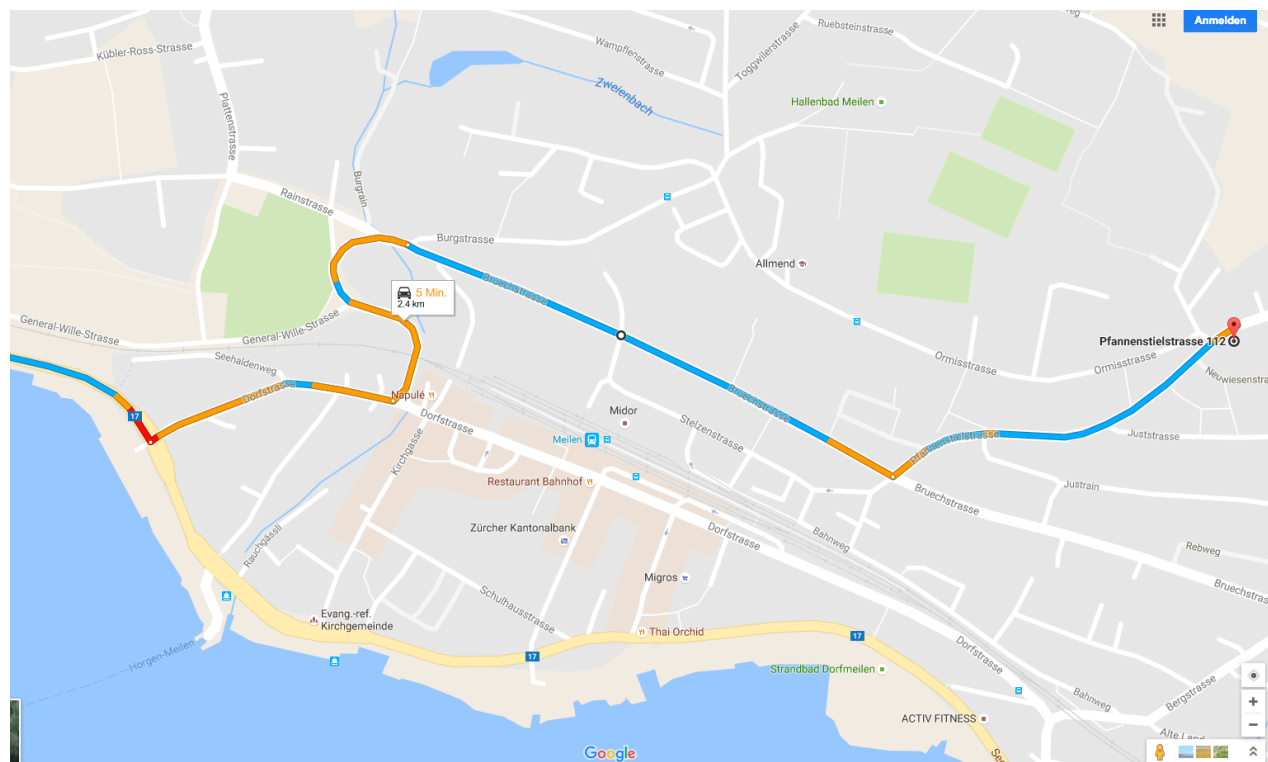 Anmelden
Ruebsteinstrasse
Kübler-Ross-Strasse
Wampflenstrasse
Toggwilerstrasse
Zweienbach
Hallenbad Meilen
Plattenstrasse
Burgrain
Rainstrasse
Burgstrasse
Allmend
Bruechstrasse
5 Min.
2.4 km
General-Wille-Strasse
General-Wille-Strasse
Pfannenstielstrasse 112
Ormisstrasse
Ormisstrasse
Seehaldenweg
Neuwiesenstra
Dorfstrasse
Napulé
Bruechstrasse
17
Dorfstrasse
Midor
Stelzenstrasse
Meilen
Pfannenstielstrasse
Juststrasse
Kirchgasse
Restaurant Bahnhof
Justrain
Bruechstrasse
Zürcher Kantonalbank
Dorfstrasse
Bahnweg
Rauchgässli
Rebweg
Migros
Bruechstras
Schulhausstrasse
Evang.-ref.
Kirchgemeinde
Thai Orchid
17
Horgen-Meilen
17
Dorfstrasse
Strandbad Dorfmeilen
Bahnweg
Bergstrasse
ACTIV FITNESS
Alte Land
See
Google